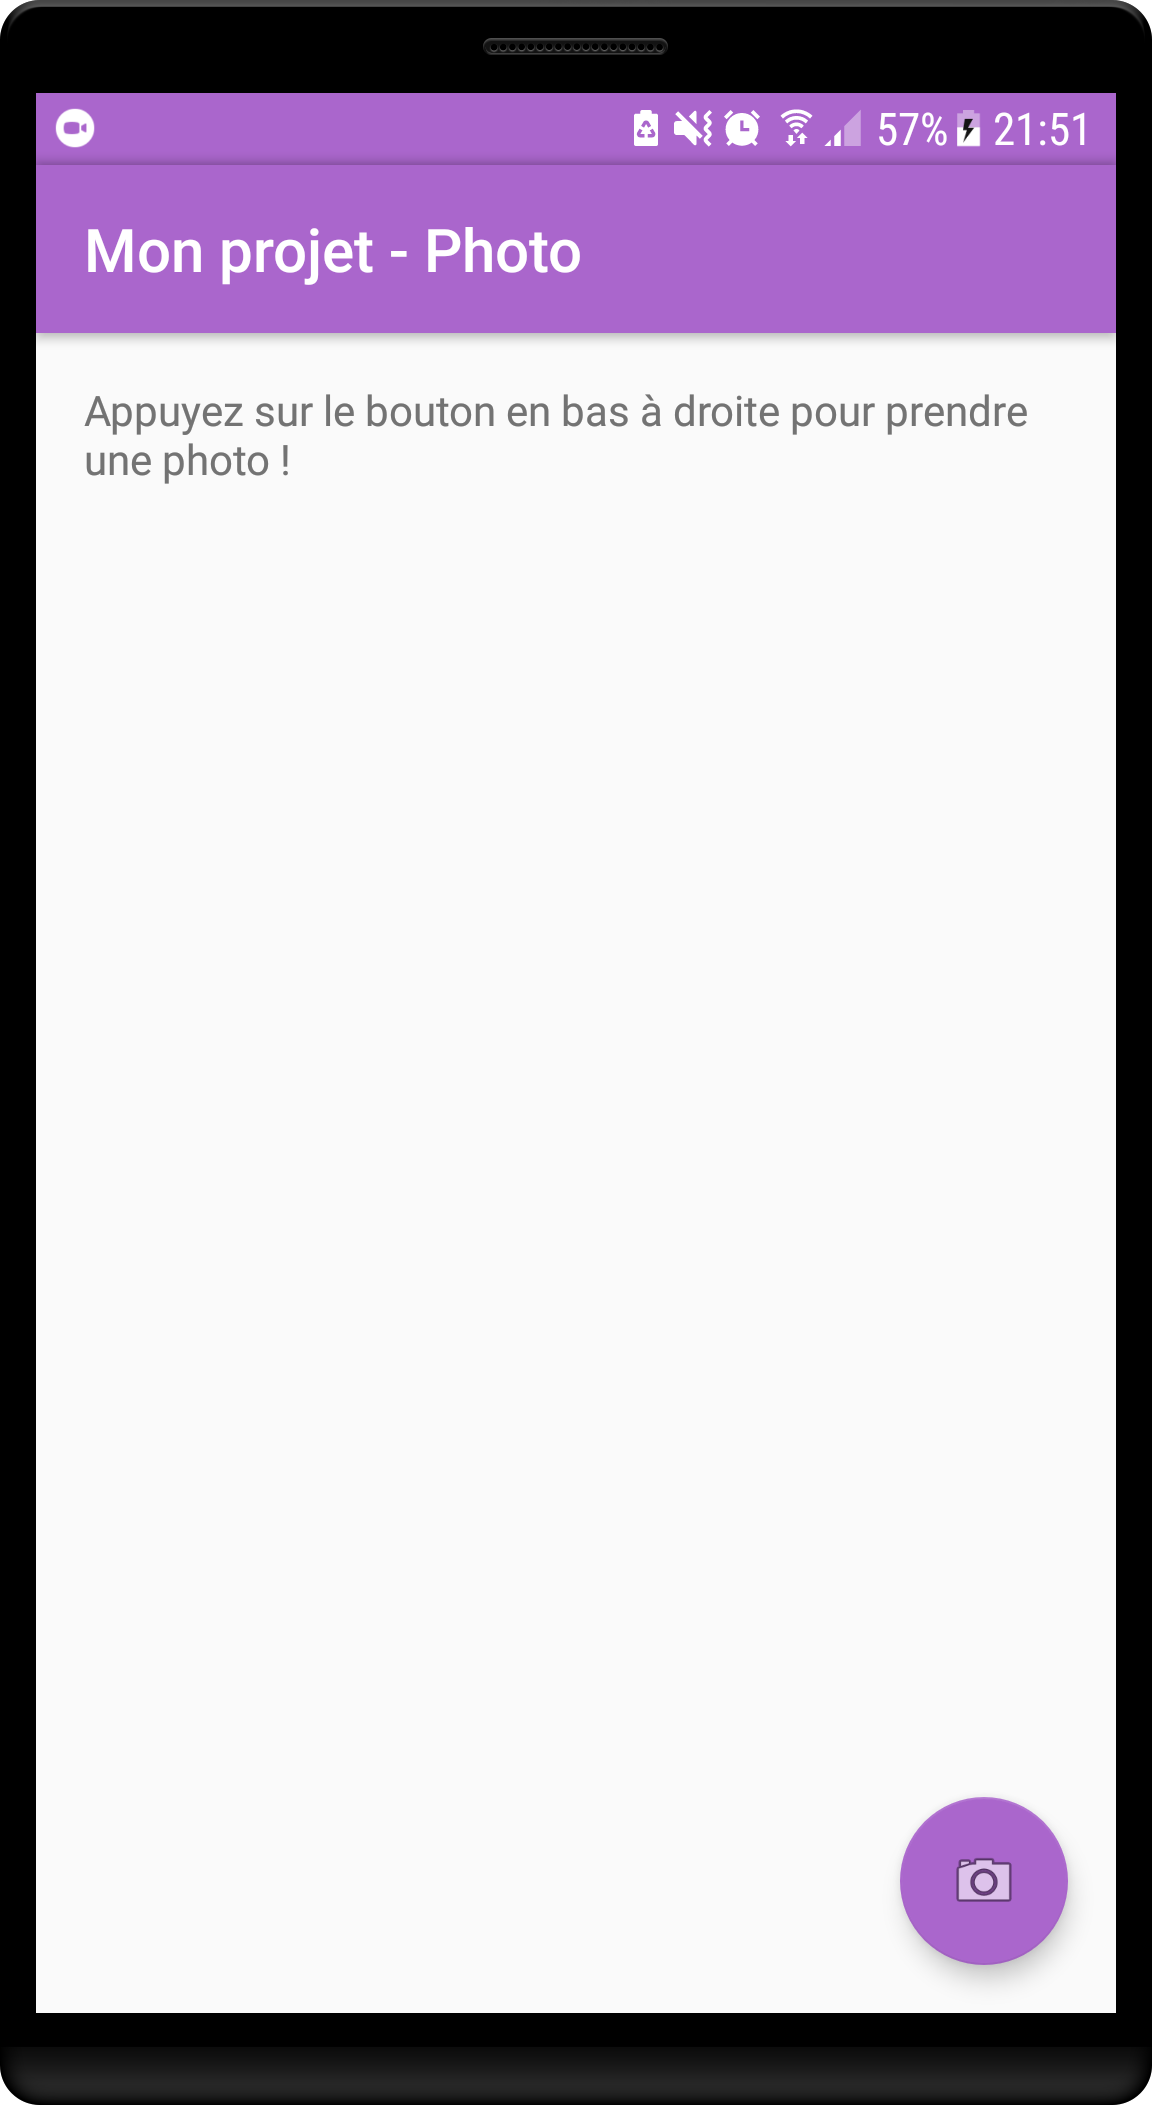 57% 21:51
Mon projet - Photo
Appuyez sur le bouton en bas à droite pour prendre
une photo !